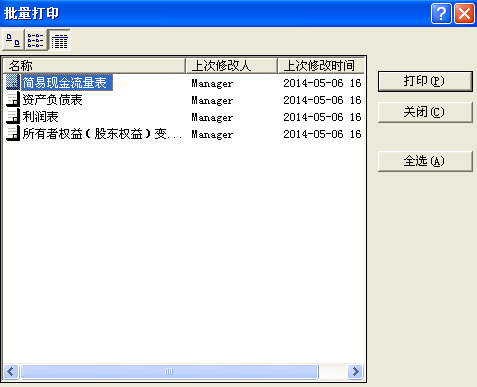 批量打印
名称 上次修改人 上次修改时间
简易现金流量表 Manager 2014-05-06 16
资产负债表 Manager 2014-05-06 16
利润表 Manager 2014-05-06 16
所有者权益(股东权益)变... Manager 2014-05-06 16
打印(P)
关闭(C)
全选(A)